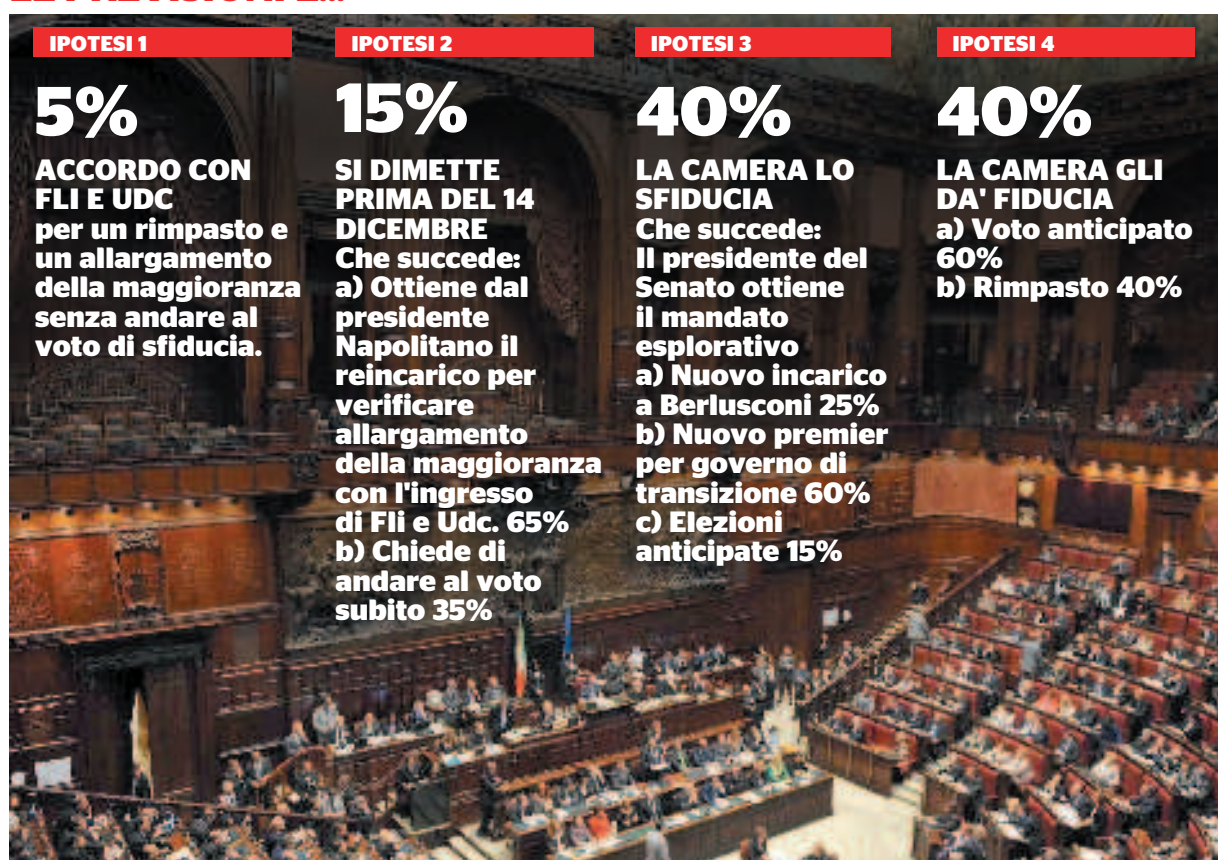 IPOTESI 1
5%
ACCORDO CON
FLI E UDC
per un rimpasto e
un allargamento
della maggioranza
senza andare al
voto di sfiducia.
IPOTESI 2
15%
SI DIMETTE
PRIMA DEL 14
DICEMBRE
Che succede:
a) Ottiene dal
presidente
Napolitano il
reincarico per
verificare
allargamento
della maggioranza
con l'ingresso
di Fli e Udc. 65%
b) Chiede di
andare al voto
subito 35%
IPOTESI 3
40%
LA CAMERA LO
SFIDUCIA
Che succede:
Il presidente del
Senato ottiene
il mandato
esplorativo
a) Nuovo incarico
a Berlusconi 25%
b) Nuovo premier
per governo di
transizione 60%
c) Elezioni
anticipate 15%
IPOTESI 4
40%
LA CAMERA GLI
DA' FIDUCIA
a) Voto anticipato
60%
b) Rimpasto 40%